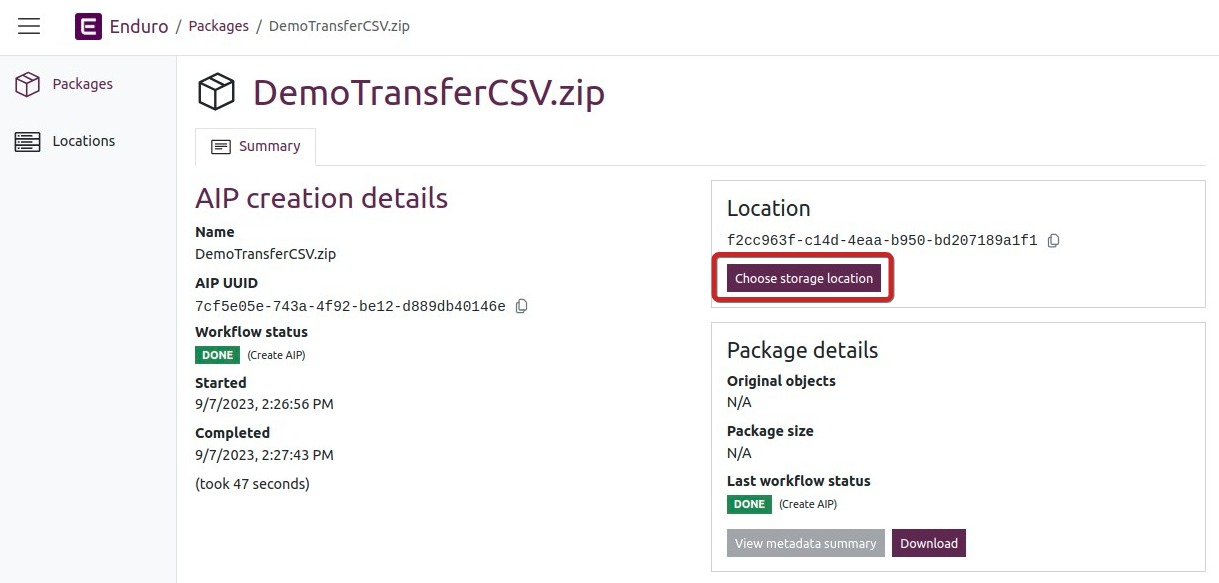 Enduro / Packages / DemoTransferCSV.zip
Packages
Locations
DemoTransferCSV.zip
Summary
AIP creation details
Name
DemoTransferCSV.zip
AIP UUID
7cf5e05e-743a-4f92-be12-d889db40146e
Workflow status
DONE (Create AIP)
Started
9/7/2023, 2:26:56 PM
Completed
9/7/2023, 2:27:43 PM
(took 47 seconds)
Location
f2cc963f-c14d-4eaa-b950-bd207189a1f1
Choose storage location
Package details
Original objects
N/A
Package size
N/A
Last workflow status
DONE (Create AIP)
View metadata summary Download